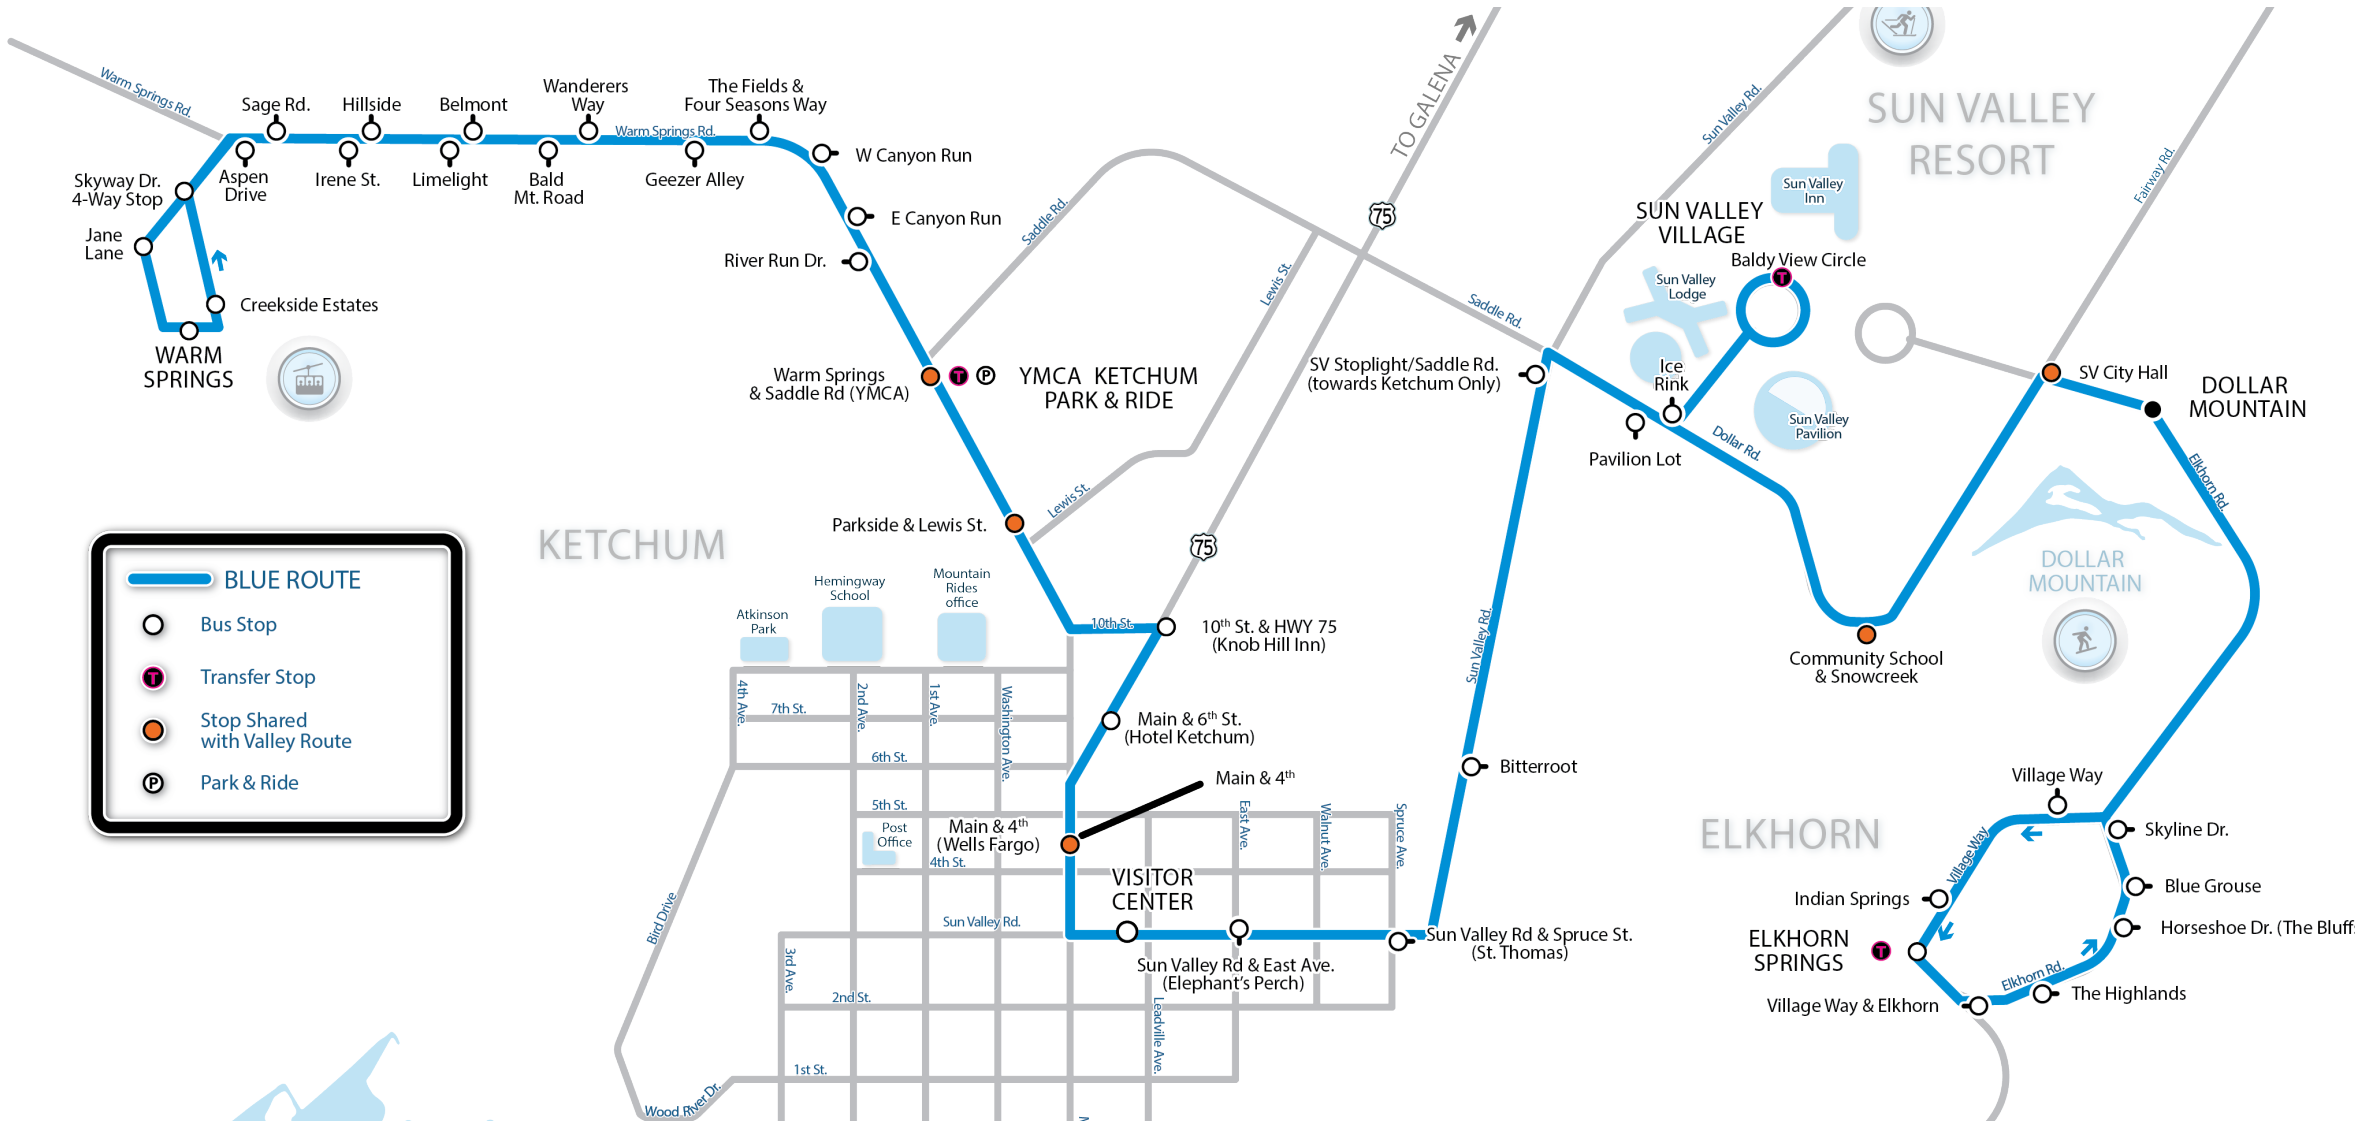 Warm Springs Rd.
Sage Rd.
Hillside
Belmont
Wanderers
Way
The Fields &
Four Seasons Way
Warm Springs Rd.
W Canyon Run
Skyway Dr.
4-Way Stop
Aspen
Drive
Irene St.
Limelight
Bald
Mt. Road
Geezer Alley
E Canyon Run
Jane
Lane
River Run Dr.
Creekside Estates
WARM
SPRINGS
Warm Springs
& Saddle Rd (YMCA)
T
P
YMCA KETCHUM
PARK & RIDE
Saddle Rd.
TO GALENA
75
Lewis St.
Saddle Rd.
Sun Valley Rd.
SUN VALLEY
RESORT
Fairway Rd.
Sun Valley
Inn
SUN VALLEY
VILLAGE
Baldy View Circle
T
Sun Valley
Lodge
SV Stoplight/Saddle Rd.
(towards Ketchum Only)
Ice
Rink
Sun Valley
Pavilion
Pavilion Lot
Dollar Rd.
SV City Hall
DOLLAR
MOUNTAIN
Elkhorn Rd.
DOLLAR
MOUNTAIN
Community School
& Snowcreek
Parkside & Lewis St.
Lewis St.
75
KETCHUM
BLUE ROUTE
Bus Stop
T
Transfer Stop
Stop Shared
with Valley Route
P
Park & Ride
Atkinson
Park
Hemingway
School
Mountain
Rides
office
10th St.
10th St. & HWY 75
(Knob Hill Inn)
Sun Valley Rd.
4th Ave.
2nd Ave.
1st Ave.
Washington Ave.
7th St.
6th St.
5th St.
Main & 6th St.
(Hotel Ketchum)
Main & 4th
Main & 4th
(Wells Fargo)
Post
Office
4th St.
East Ave.
Walnut Ave.
Spruce Ave.
Bitterroot
VISITOR
CENTER
Sun Valley Rd.
Sun Valley Rd & Spruce St.
(St. Thomas)
Sun Valley Rd & East Ave.
(Elephant's Perch)
Bird Drive
3rd Ave.
2nd St.
Leadville Ave.
1st St.
Wood River Dr.
ELKHORN
Village Way
Skyline Dr.
Village Way
Indian Springs
Blue Grouse
Horseshoe Dr. (The Bluff
ELKHORN
SPRINGS
T
Elkhorn Rd.
The Highlands
Village Way & Elkhorn